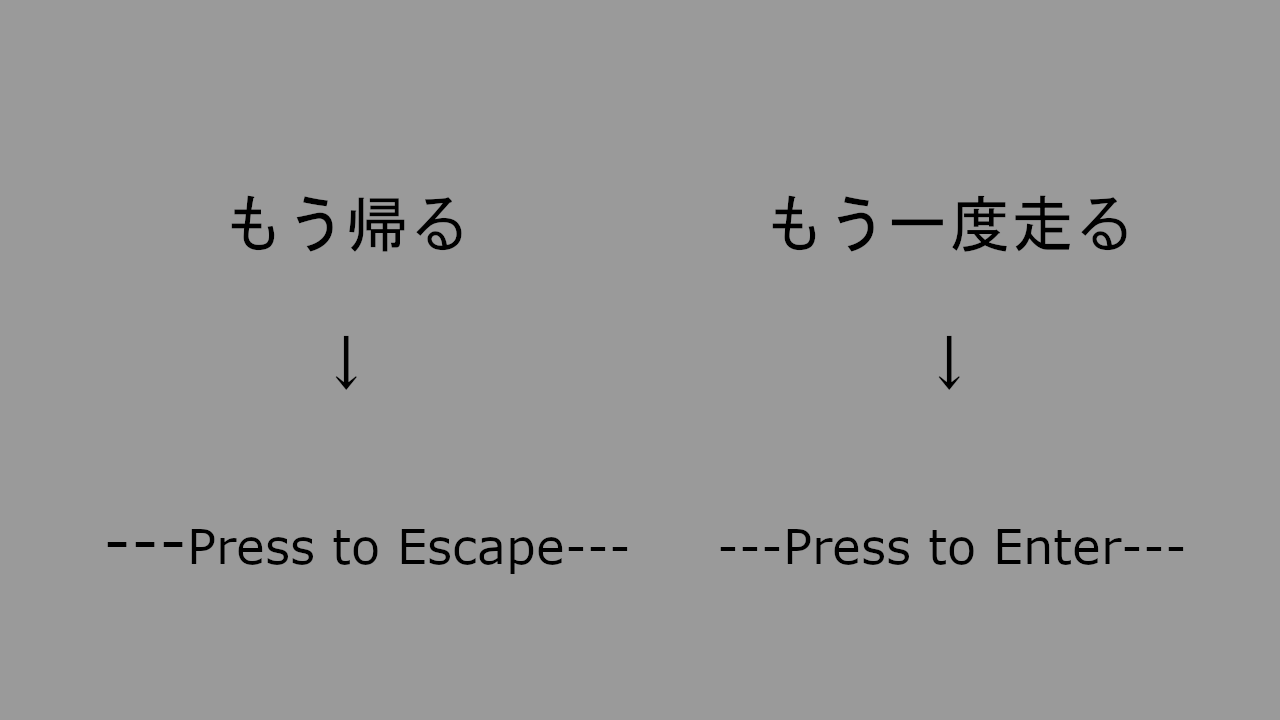 もう帰る
↓
---Press to Escape---
もう一度走る
↓
---Press to Enter---